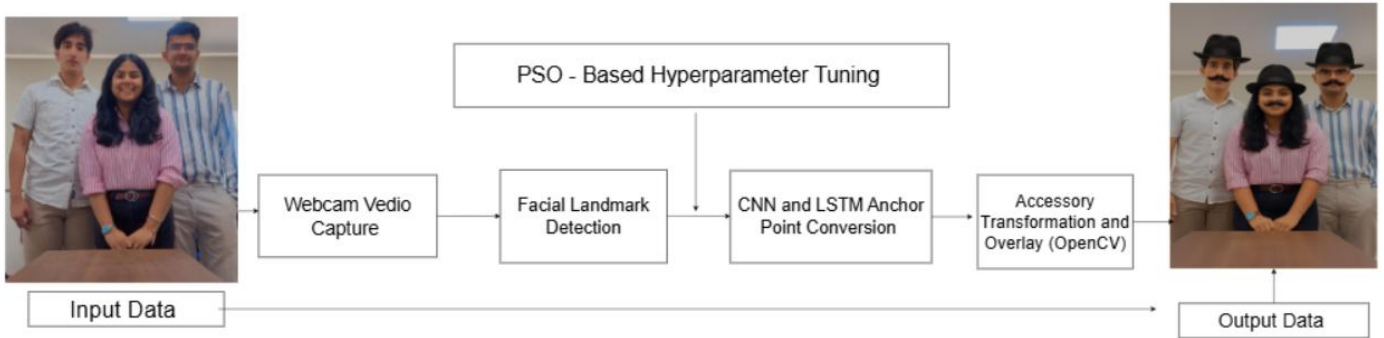 PSO - Based Hyperparameter Tuning
Webcam Vedio
Capture
Facial Landmark
Detection
CNN and LSTM Anchor
Point Conversion
Accessory
Transformation and
Overlay (OpenCV)
Input Data
Output Data